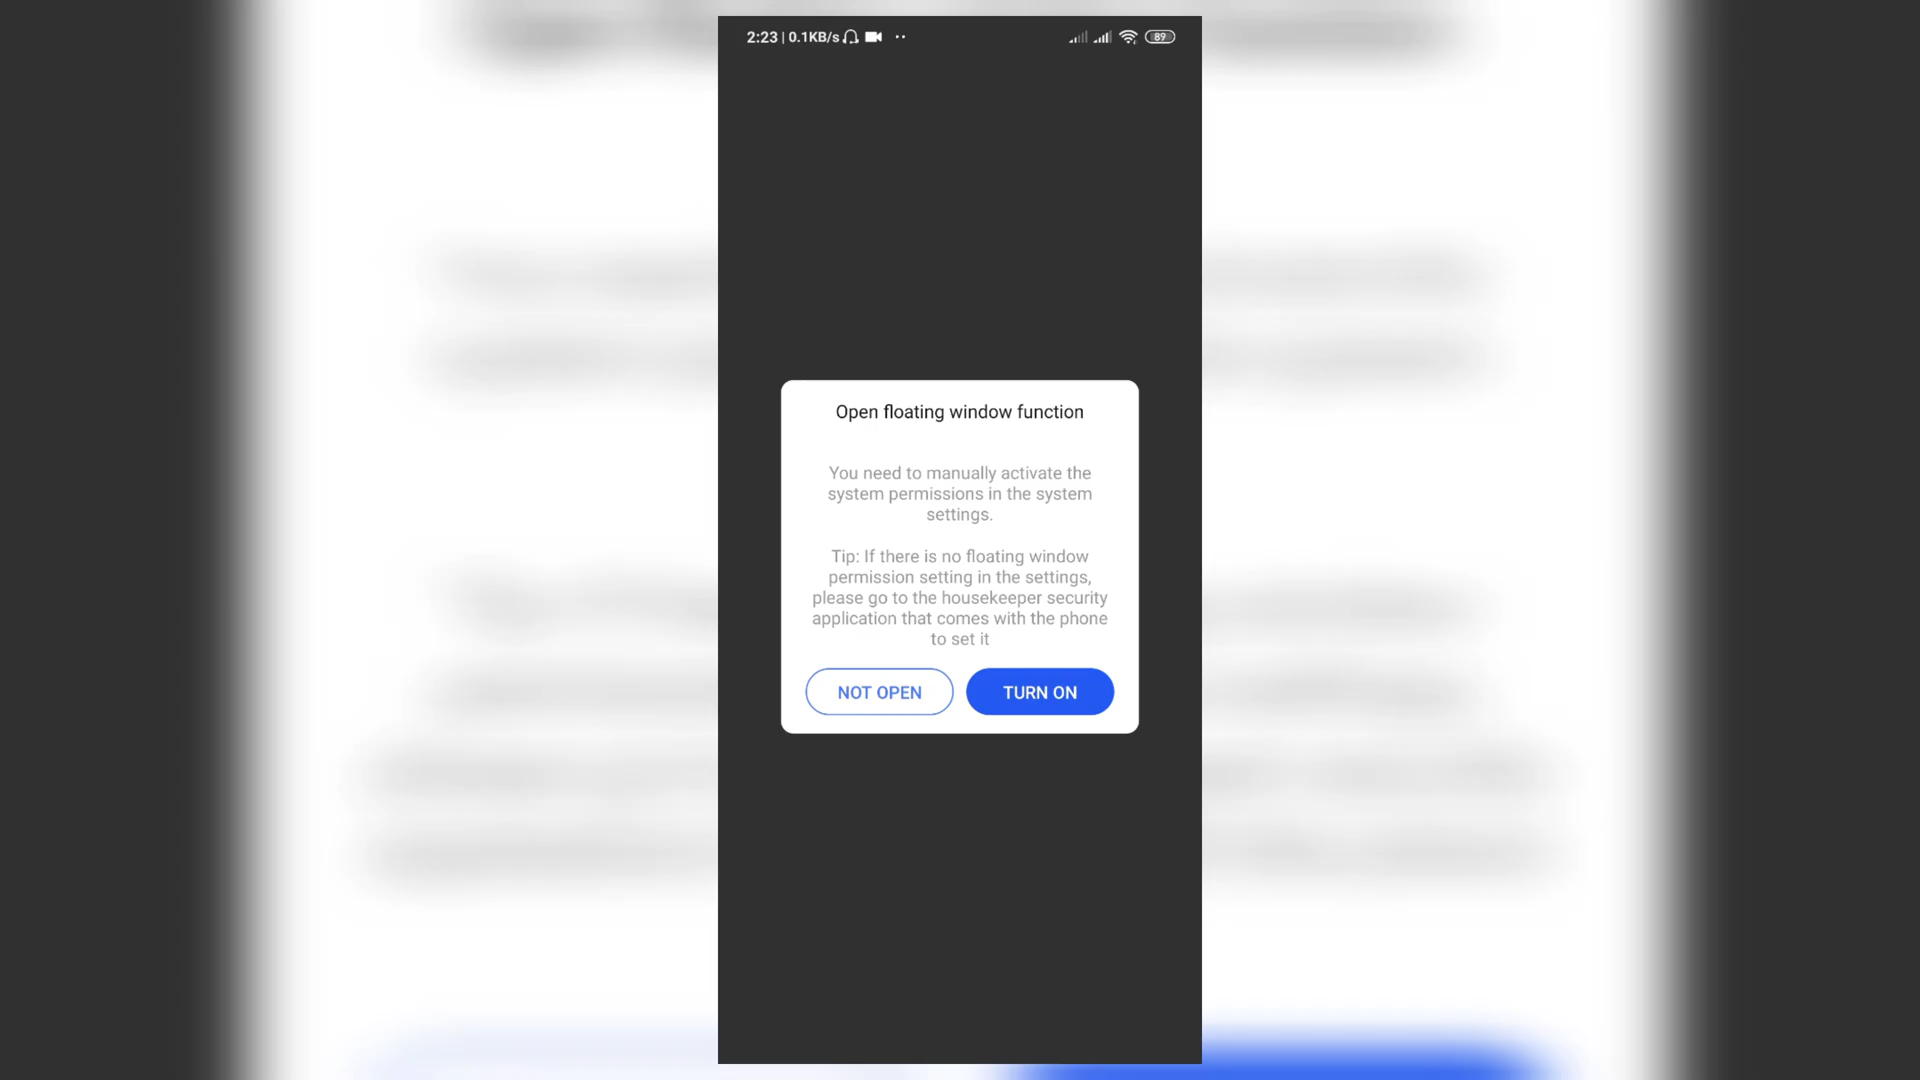 2:23 | 0.1KB/s 89
Open floating window function
You need to manually activate the
system permissions in the system
settings.
Tip: If there is no floating window
permission setting in the settings,
please go to the housekeeper security
application that comes with the phone
to set it
NOT OPEN TURN ON